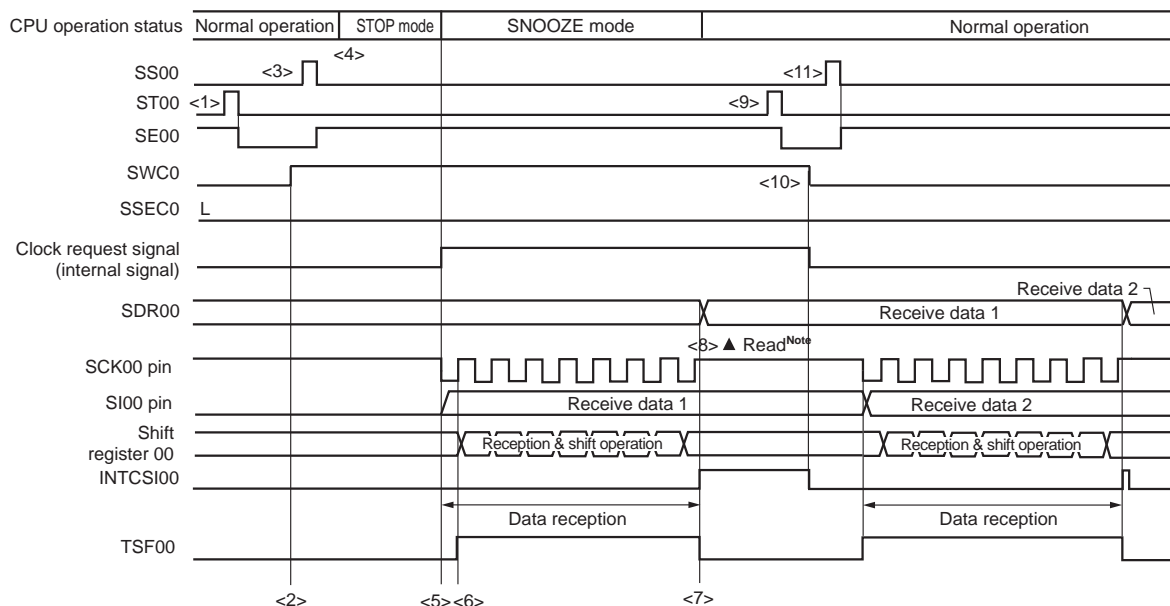 CPU operation status Normal operation STOP mode SNOOZE mode Normal operation
<4>
SS00 <3> <11>
ST00 <1> <9>
SE00
SWC0 <10>
SSEC0 L
Clock request signal
(internal signal)
Receive data 2
SDR00 Receive data 1
<8> ▲ ReadNote
SCK00 pin
SI00 pin Receive data 1 Receive data 2
Shift
register 00 Reception & shift operation Reception & shift operation
INTCSI00
Data reception Data reception
TSF00
<2> <5> <6> <7>